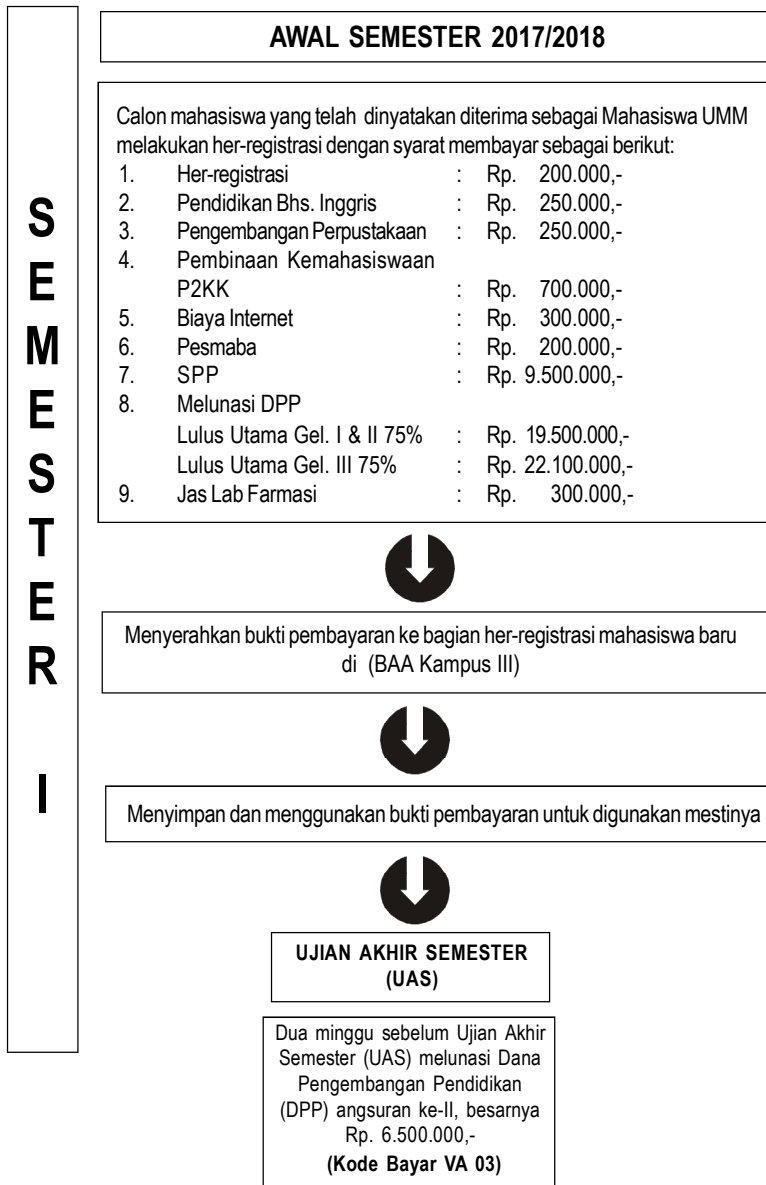 SEMESTER I
AWAL SEMESTER 2017/2018
Calon mahasiswa yang telah dinyatakan diterima sebagai Mahasiswa UMM
melakukan her-registrasi dengan syarat membayar sebagai berikut:
1. Her-registrasi : Rp. 200.000,-
2. Pendidikan Bhs. Inggris : Rp. 250.000,-
3. Pengembangan Perpustakaan : Rp. 250.000,-
4. Pembinaan Kemahasiswaan
P2KK : Rp. 700.000,-
5. Biaya Internet : Rp. 300.000,-
6. Pesmaba : Rp. 200.000,-
7. SPP : Rp. 9.500.000,-
8. Melunasi DPP
Lulus Utama Gel. I & II 75% : Rp. 19.500.000,-
Lulus Utama Gel. III 75% : Rp. 22.100.000,-
9. Jas Lab Farmasi : Rp. 300.000,-
Menyerahkan bukti pembayaran ke bagian her-registrasi mahasiswa baru
di (BAA Kampus III)
Menyimpan dan menggunakan bukti pembayaran untuk digunakan mestinya
UJIAN AKHIR SEMESTER
(UAS)
Dua minggu sebelum Ujian Akhir
Semester (UAS) melunasi Dana
Pengembangan Pendidikan
(DPP) angsuran ke-II, besarnya
Rp. 6.500.000,-
(Kode Bayar VA 03)